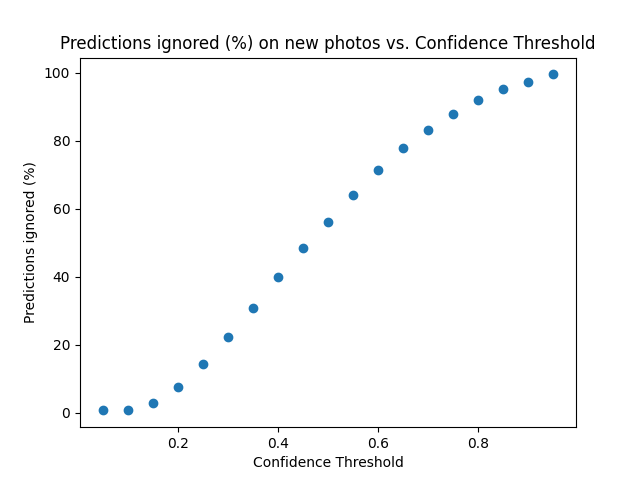 Predictions ignored (%) on new photos vs. Confidence Threshold
100
80
60
40
20
0
Predictions ignored (%)
0.2 0.4 0.6 0.8
Confidence Threshold